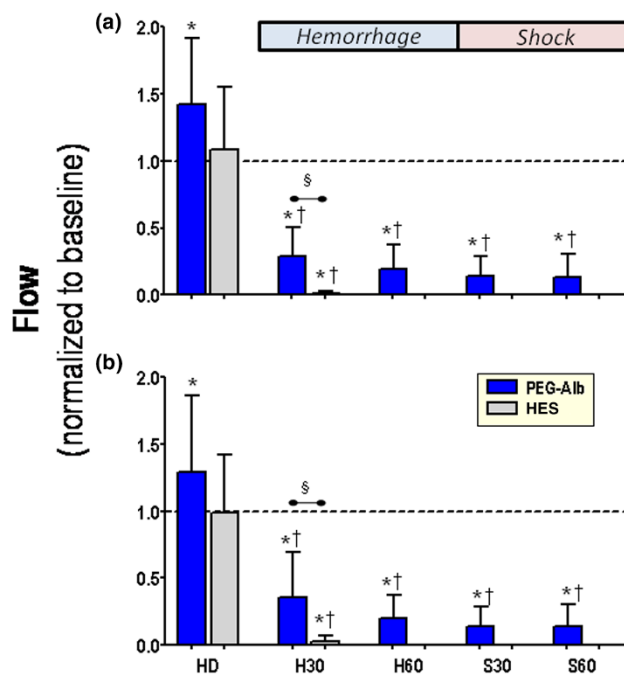 (a)
Hemorrhage Shock
2.0
1.5
1.0
0.5
0.0
*
§
*† *† *† *† *†
Flow
(normalized to baseline)
(b)
2.0
1.5
1.0
0.5
0.0
*
§
*† *† *† *† *†
PEG-Alb
HES
HD H30 H60 S30 S60